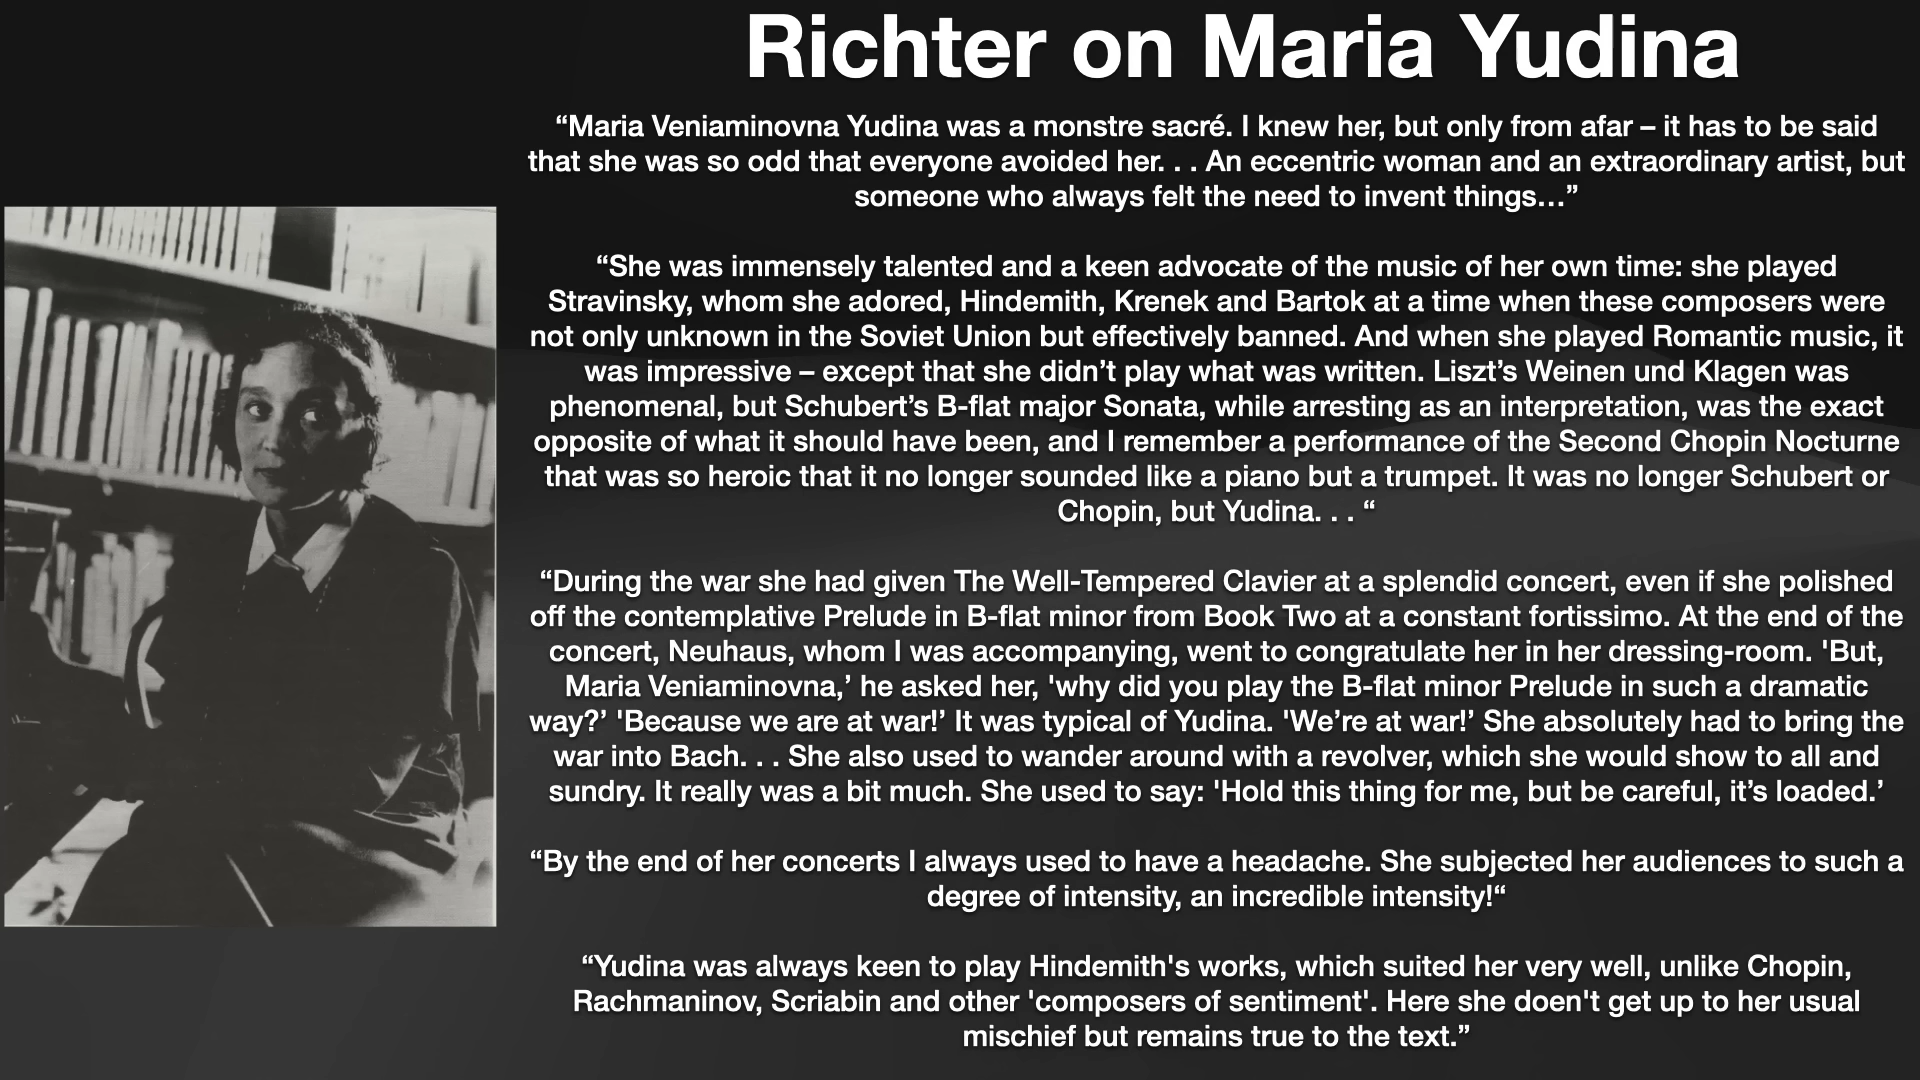 Richter on Maria Yudina
“Maria Veniaminovna Yudina was a monstre sacré. I knew her, but only from afar – it has to be said
that she was so odd that everyone avoided her. . . An eccentric woman and an extraordinary artist, but
someone who always felt the need to invent things…”
“She was immensely talented and a keen advocate of the music of her own time: she played
Stravinsky, whom she adored, Hindemith, Krenek and Bartok at a time when these composers were
not only unknown in the Soviet Union but effectively banned. And when she played Romantic music, it
was impressive – except that she didn’t play what was written. Liszt’s Weinen und Klagen was
phenomenal, but Schubert’s B-flat major Sonata, while arresting as an interpretation, was the exact
opposite of what it should have been, and I remember a performance of the Second Chopin Nocturne
that was so heroic that it no longer sounded like a piano but a trumpet. It was no longer Schubert or
Chopin, but Yudina. . . “
“During the war she had given The Well-Tempered Clavier at a splendid concert, even if she polished
off the contemplative Prelude in B-flat minor from Book Two at a constant fortissimo. At the end of the
concert, Neuhaus, whom I was accompanying, went to congratulate her in her dressing-room. 'But,
Maria Veniaminovna,’ he asked her, 'why did you play the B-flat minor Prelude in such a dramatic
way?’ 'Because we are at war!’ It was typical of Yudina. 'We’re at war!’ She absolutely had to bring the
war into Bach. . . She also used to wander around with a revolver, which she would show to all and
sundry. It really was a bit much. She used to say: 'Hold this thing for me, but be careful, it’s loaded.’
“By the end of her concerts I always used to have a headache. She subjected her audiences to such a
degree of intensity, an incredible intensity!“
“Yudina was always keen to play Hindemith's works, which suited her very well, unlike Chopin,
Rachmaninov, Scriabin and other 'composers of sentiment'. Here she doen't get up to her usual
mischief but remains true to the text.”